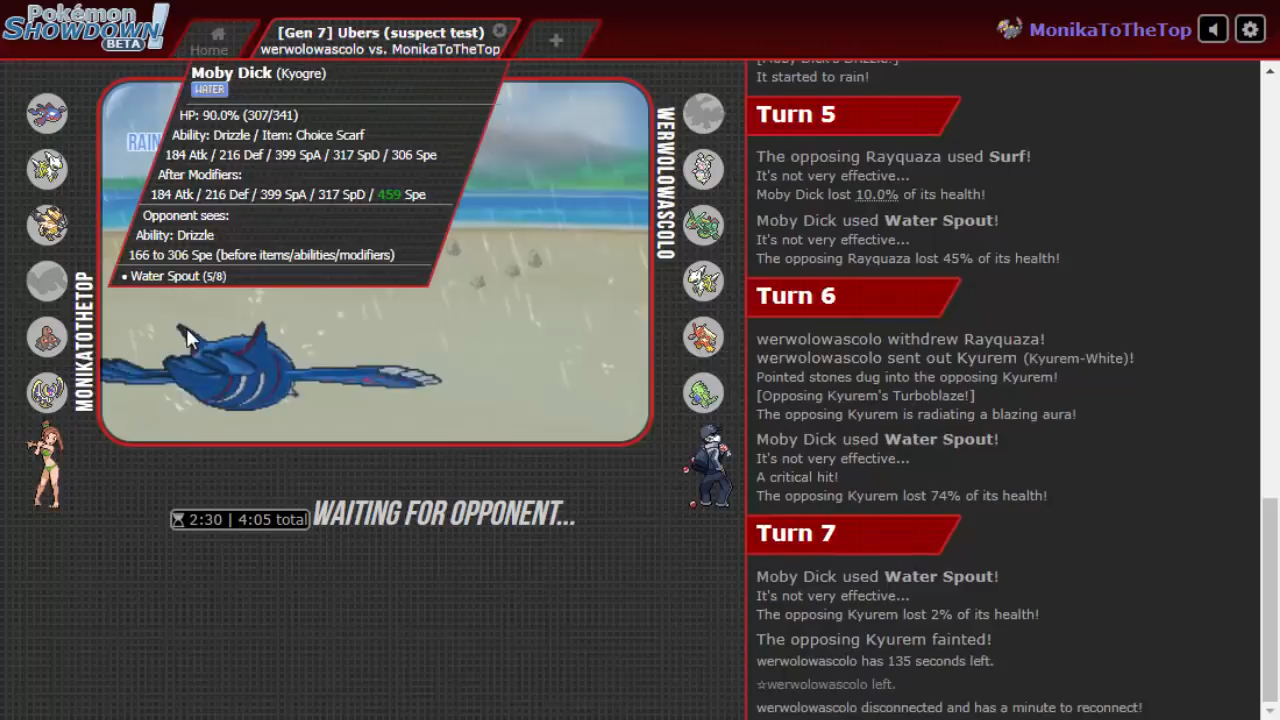 Pokémon
SHOWDOWN!
BETA
Home
[Gen 7] Ubers (suspect test)
werwolowascolo vs. MonikaToTheTop
+
MonikaToTheTop
Moby Dick (Kyogre)
WATER
HP: 90.0% (307/341)
Ability: Drizzle / Item: Choice Scarf
184 Atk / 216 Def / 399 SpA / 317 SpD / 306 Spe
After Modifiers:
184 Atk / 216 Def / 399 SpA / 317 SpD / 459 Spe
Opponent sees:
Ability: Drizzle
166 to 306 Spe (before items/abilities/modifiers)
• Water Spout (5/8)
RAIN
MONIKATOTHETOP
WERWOLOWASCOLO
2:30 | 4:05 total
WAITING FOR OPPONENT...
It started to rain!
Turn 5
The opposing Rayquaza used Surf!
It's not very effective...
Moby Dick lost 10.0% of its health!
Moby Dick used Water Spout!
It's not very effective...
The opposing Rayquaza lost 45% of its health!
Turn 6
werwolowascolo withdrew Rayquaza!
werwolowascolo sent out Kyurem (Kyurem-White)!
Pointed stones dug into the opposing Kyurem!
[Opposing Kyurem's Turboblaze!]
The opposing Kyurem is radiating a blazing aura!
Moby Dick used Water Spout!
It's not very effective...
A critical hit!
The opposing Kyurem lost 74% of its health!
Turn 7
Moby Dick used Water Spout!
It's not very effective...
The opposing Kyurem lost 2% of its health!
The opposing Kyurem fainted!
werwolowascolo has 135 seconds left.
☆werwolowascolo left.
werwolowascolo disconnected and has a minute to reconnect!